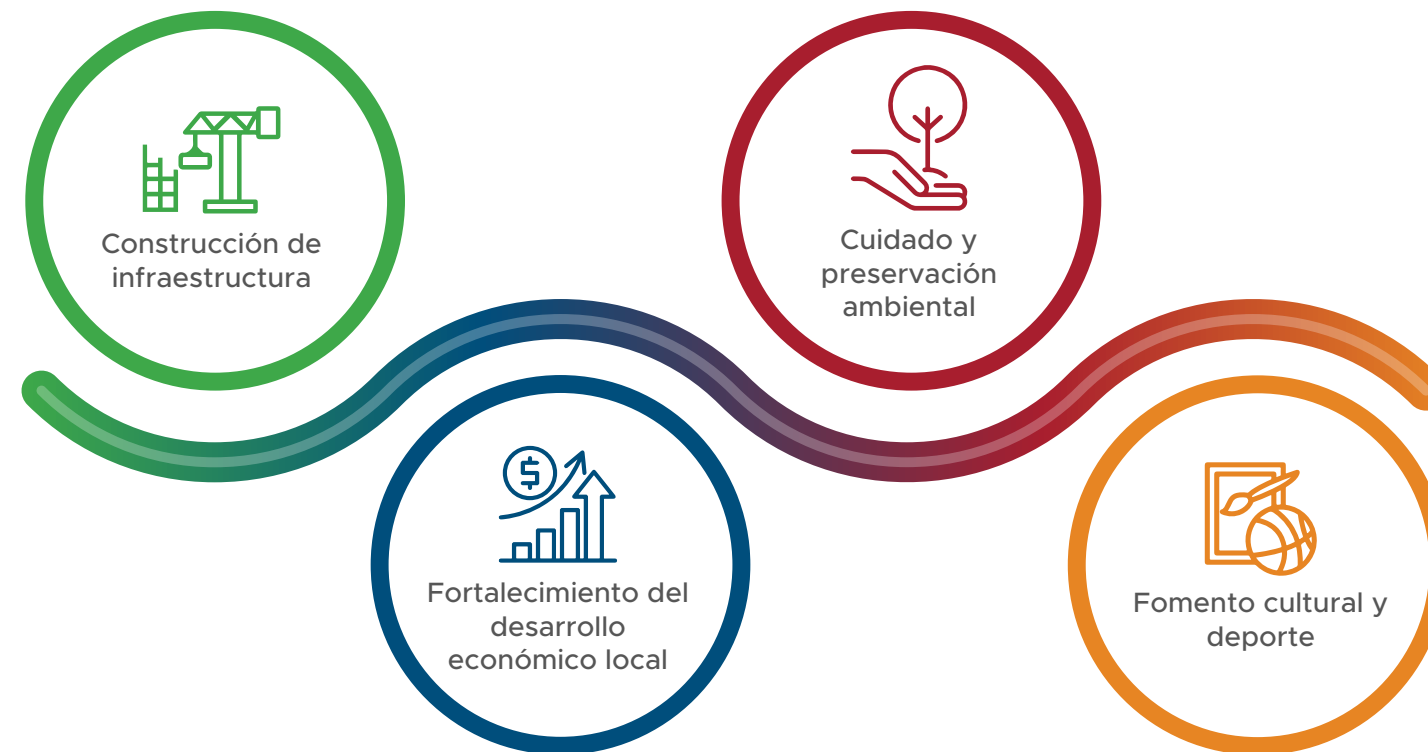 Construcción de
infraestructura
Fortalecimiento del
desarrollo
económico local
Cuidado y
preservación
ambiental
Fomento cultural y
deporte